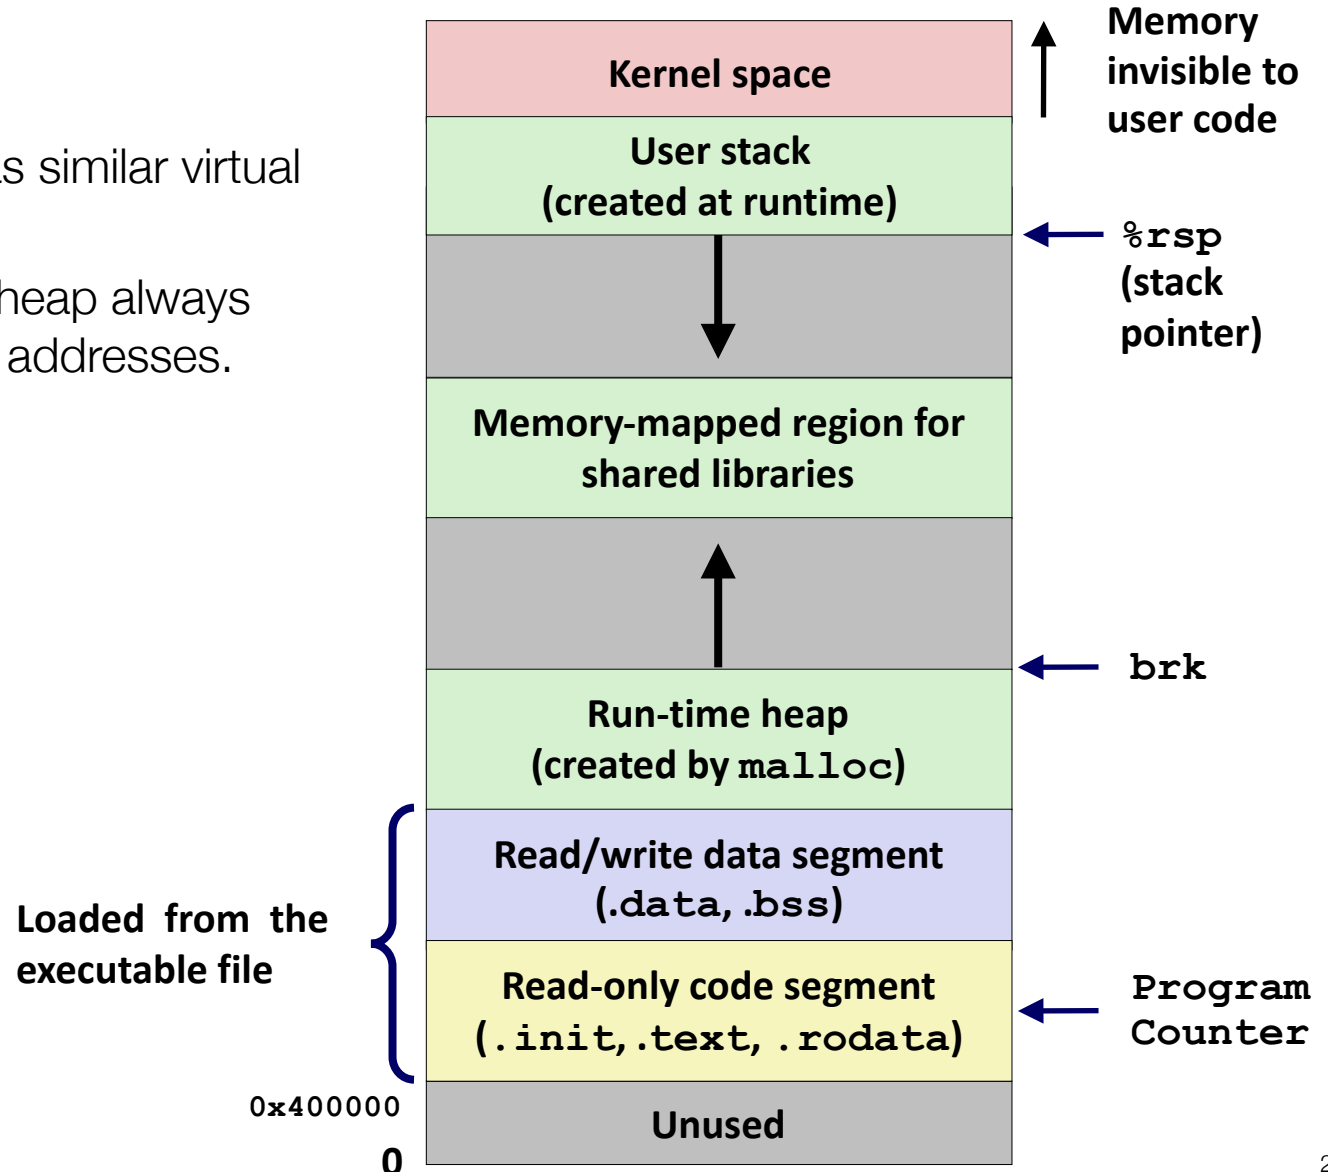 Kernel space
Memory
invisible to
user code
User stack
(created at runtime)
as similar virtual
%rsp
(stack
pointer)
heap always
addresses.
Memory-mapped region for
shared libraries
brk
Run-time heap
(created by malloc)
Read/write data segment
(.data, .bss)
Loaded from the
executable file
Read-only code segment
(.init, .text, .rodata)
Program
Counter
0x400000
Unused
0
2